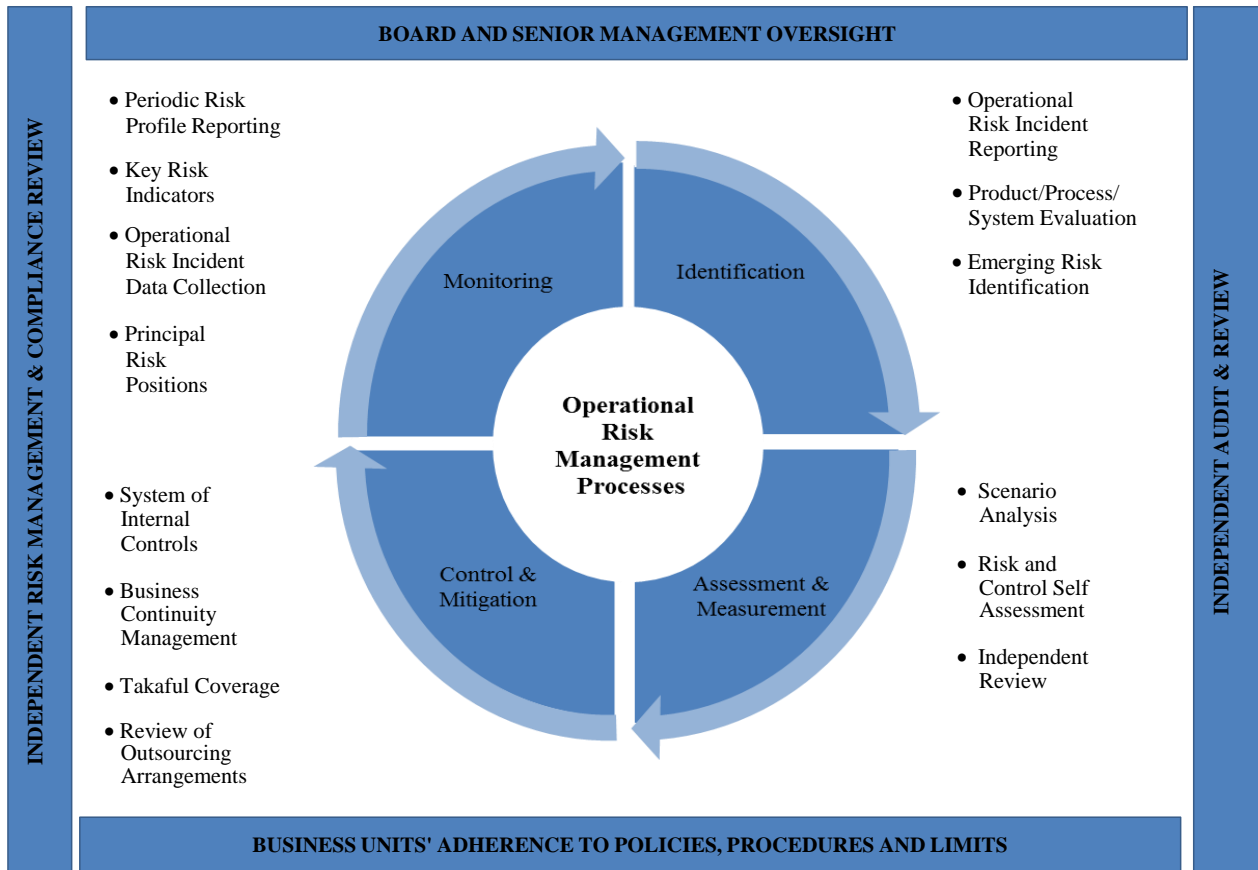 BOARD AND SENIOR MANAGEMENT OVERSIGHT
INDEPENDENT RISK MANAGEMENT & COMPLIANCE REVIEW
• Periodic Risk
Profile Reporting
• Key Risk
Indicators
• Operational
Risk Incident
Data Collection
• Principal
Risk
Positions
Monitoring
Identification
• Operational
Risk Incident
Reporting
• Product/Process/
System Evaluation
• Emerging Risk
Identification
INDEPENDENT AUDIT & REVIEW
Operational
Risk
Management
Processes
• System of
Internal
Controls
• Business
Continuity
Management
• Takaful Coverage
• Review of
Outsourcing
Arrangements
Control &
Mitigation
Assessment &
Measurement
• Scenario
Analysis
• Risk and
Control Self
Assessment
• Independent
Review
BUSINESS UNITS' ADHERENCE TO POLICIES, PROCEDURES AND LIMITS